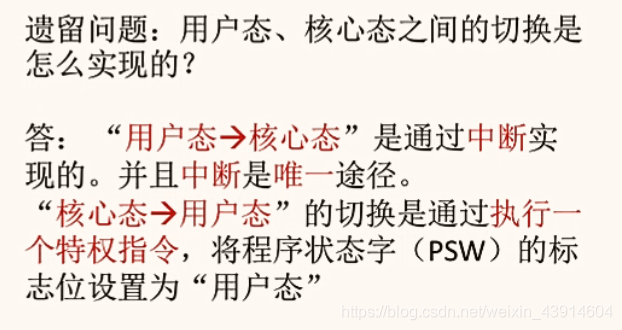 遗留问题：用户态、核心态之间的切换是
怎么实现的？
答： “用户态→核心态”是通过中断实
现的。并且中断是唯一途径。
“核心态→用户态”的切换是通过执行一
个特权指令，将程序状态字（PSW）的标
志位设置为“用户态”
https://blog.csdn.net/weixin_43914604